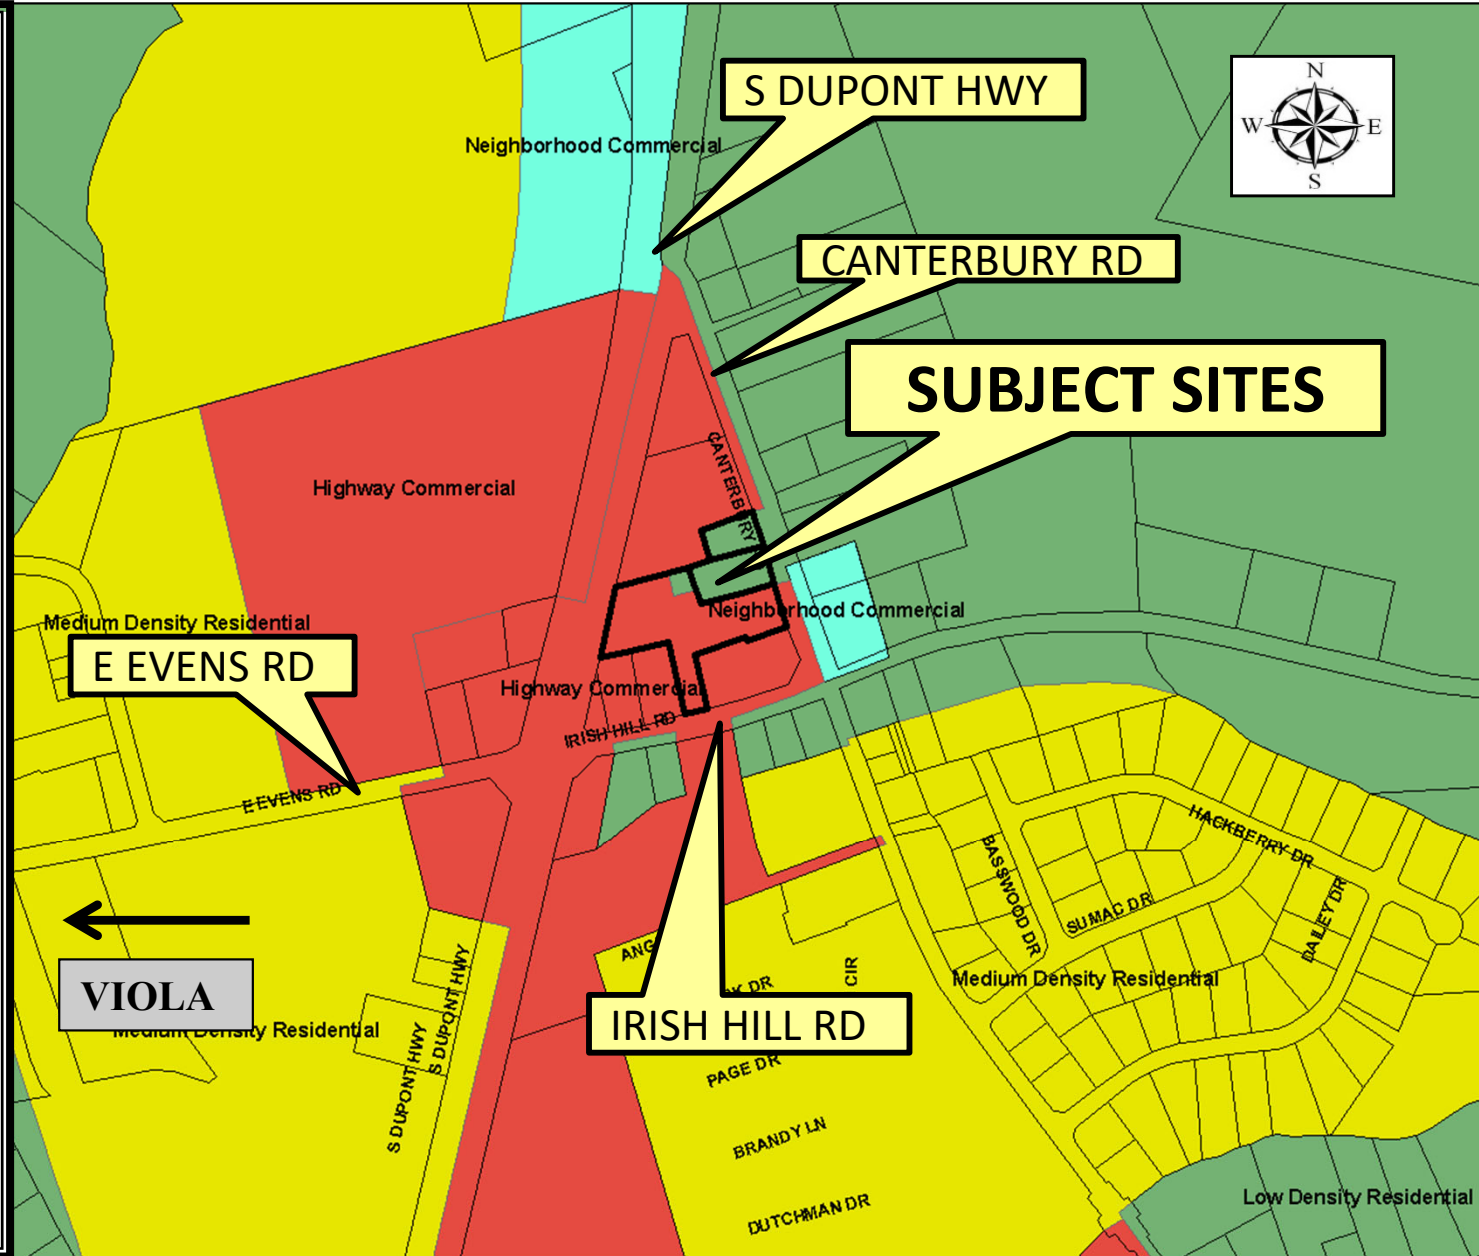 S DUPONT HWY
N
W E
S
Neighborhood Commercial
CANTERBURY RD
SUBJECT SITES
CANTERBURY
Highway Commercial
Neighborhood Commercial
Medium Density Residential
E EVENS RD
Highway Commercial
IRISH HILL RD
E EVENS RD
HACKBERRY DR
BASSWOOD DR
SUMAC DR
DAILEY DR
S DUPONT HWY
CIR
Medium Density Residential
VIOLA
DR
IRISH HILL RD
Medium Density Residential
S DUPONT HWY
PAGE DR
BRANDY LN
Low Density Residential
DUTCHMAN DR